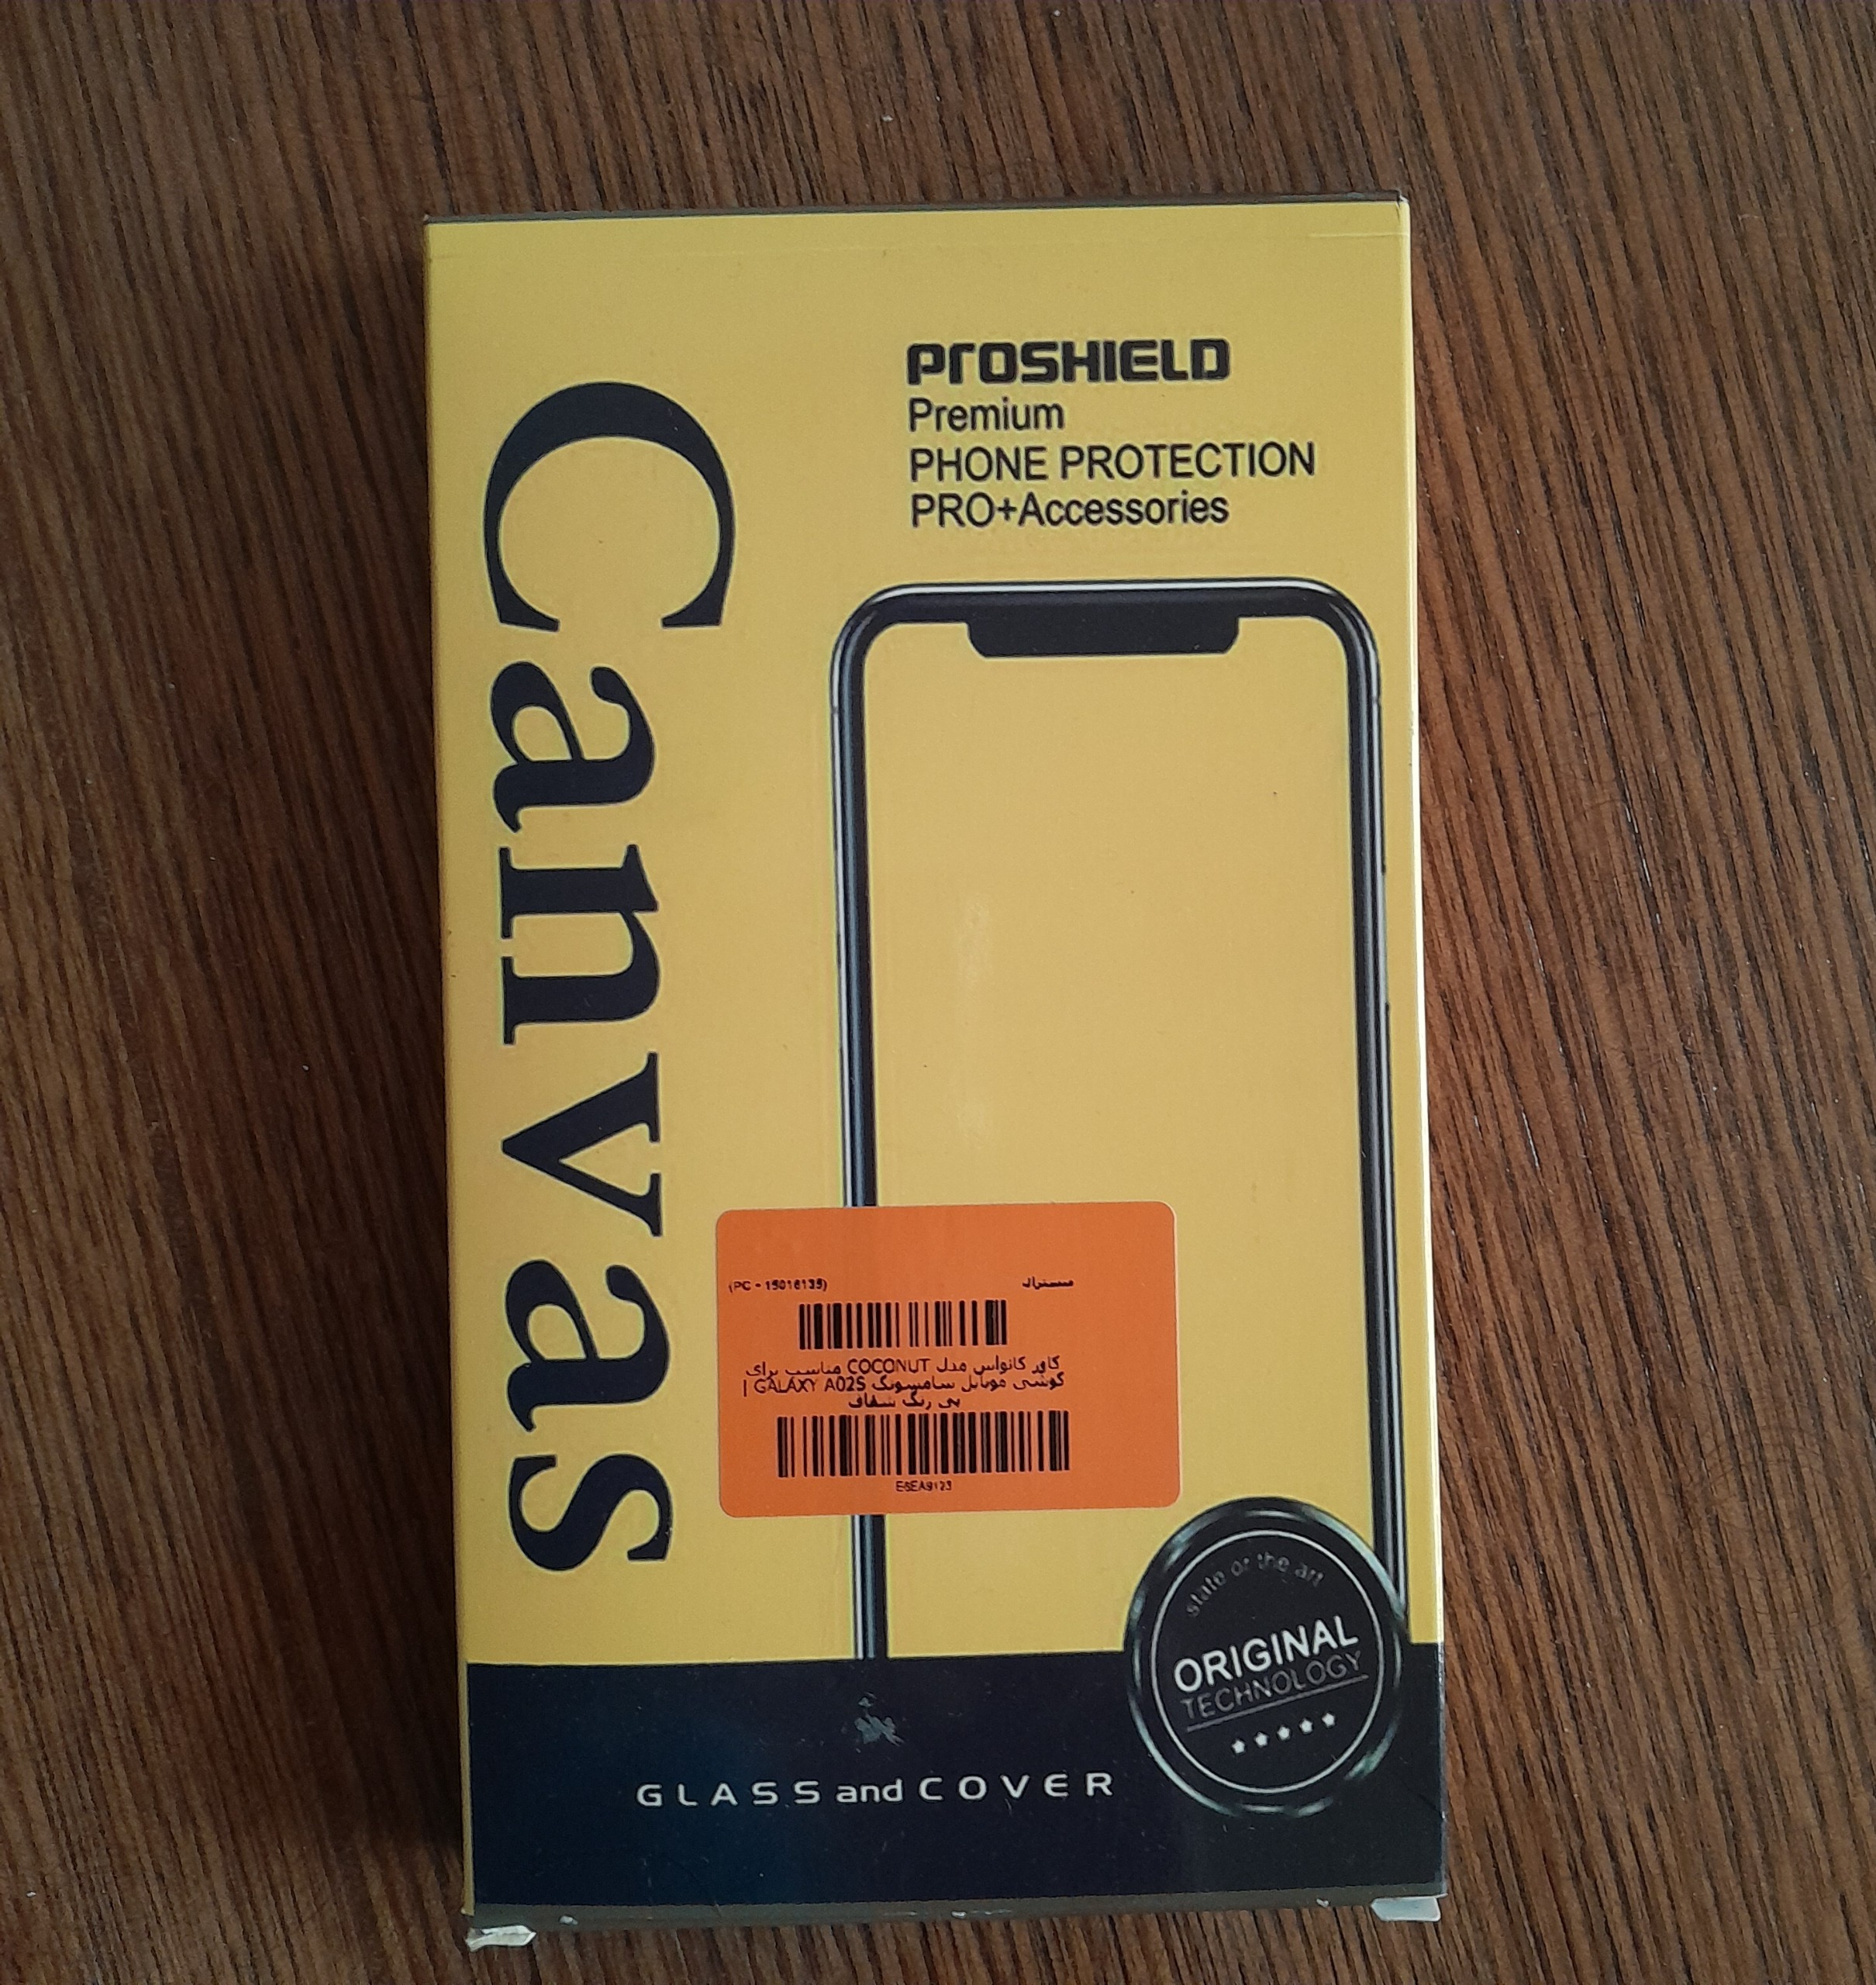 Canvas
PROSHIELD
Premium
PHONE PROTECTION
PRO+Accessories
(PC - 15016135)
کاور کانواس مدل COCONUT مناسب برای
گوشی موبایل سامسونگ GALAXY A02S |
بی رنگ شفاف
E6EA9123
state of the art
ORIGINAL
TECHNOLOGY
GLASS and COVER